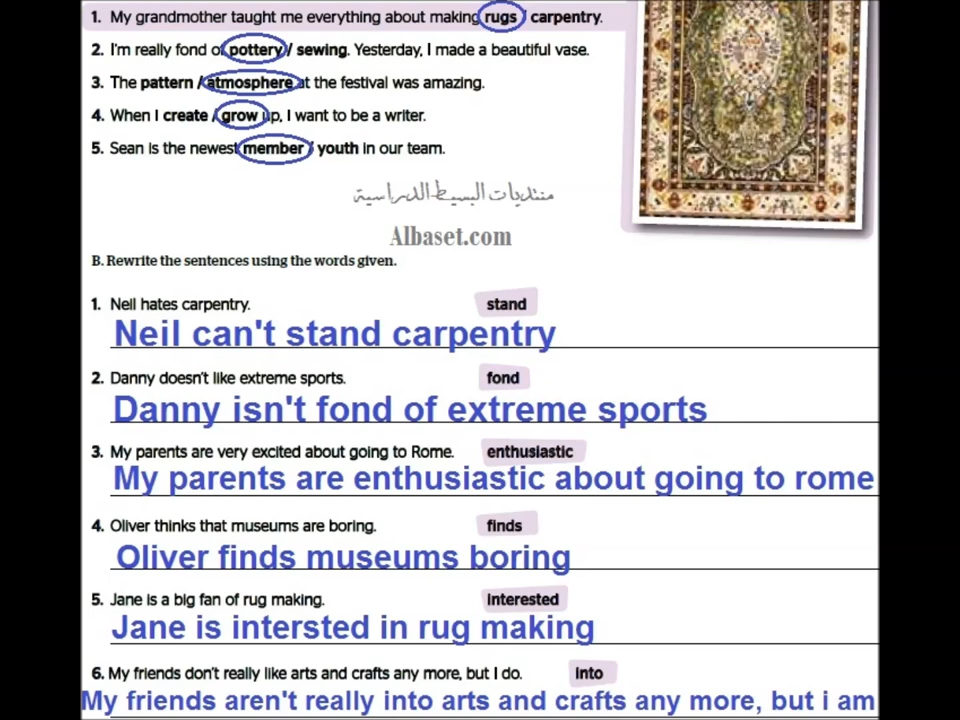 1. My grandmother taught me everything about making rugs / carpentry.
2. I'm really fond of pottery / sewing. Yesterday, I made a beautiful vase.
3. The pattern / atmosphere at the festival was amazing.
4. When I create / grow up, I want to be a writer.
5. Sean is the newest member / youth in our team.
منتديات البسيط الدراسية
Albaset.com
B. Rewrite the sentences using the words given.
1. Neil hates carpentry. stand
Neil can't stand carpentry
2. Danny doesn't like extreme sports. fond
Danny isn't fond of extreme sports
3. My parents are very excited about going to Rome. enthusiastic
My parents are enthusiastic about going to rome
4. Oliver thinks that museums are boring. finds
Oliver finds museums boring
5. Jane is a big fan of rug making. interested
Jane is intersted in rug making
6. My friends don't really like arts and crafts any more, but I do. into
My friends aren't really into arts and crafts any more, but i am